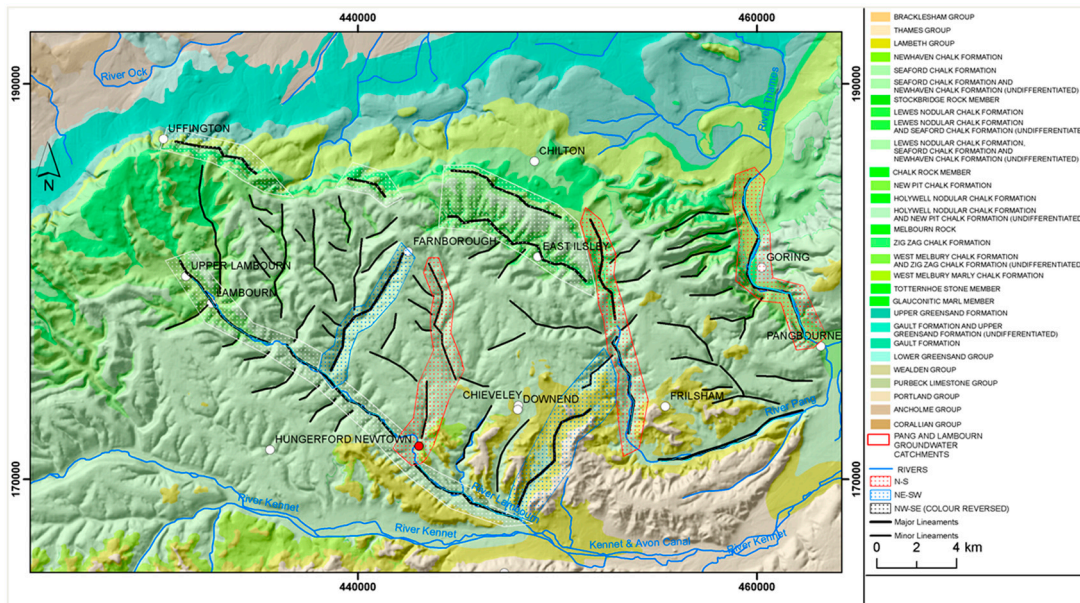 440000
460000
190000
190000
River Ock
River Thames
UFFINGTON
CHILTON
N
FARNBOROUGH
EAST ILSLEY
GORING
UPPER LAMBOURN
LAMBOURN
PANGBOURNE
CHIEVELEY
DOWNEND
FRILSHAM
River Pang
HUNGERFORD NEWTOWN
170000
170000
River Kennet
River Lambourn
River Kennet
Kennet & Avon Canal
River Kennet
440000
460000
BRACKLESHAM GROUP
THAMES GROUP
LAMBETH GROUP
NEWHAVEN CHALK FORMATION
SEAFORD CHALK FORMATION
SEAFORD CHALK FORMATION AND
NEWHAVEN CHALK FORMATION (UNDIFFERENTIATED)
STOCKBRIDGE ROCK MEMBER
LEWES NODULAR CHALK FORMATION
LEWES NODULAR CHALK FORMATION
AND SEAFORD CHALK FORMATION (UNDIFFERENTIATE
LEWES NODULAR CHALK FORMATION,
SEAFORD CHALK FORMATION AND
NEWHAVEN CHALK FORMATION (UNDIFFERENTIATED)
CHALK ROCK MEMBER
NEW PIT CHALK FORMATION
HOLYWELL NODULAR CHALK FORMATION
HOLYWELL NODULAR CHALK FORMATION
AND NEW PIT CHALK FORMATION (UNDIFFERENTIATED)
MELBOURN ROCK
ZIG ZAG CHALK FORMATION
WEST MELBURY CHALK FORMATION
AND ZIG ZAG CHALK FORMATION (UNDIFFERENTIATED)
WEST MELBURY MARLY CHALK FORMATION
TOTTERNHOE STONE MEMBER
GLAUCONITIC MARL MEMBER
UPPER GREENSAND FORMATION
GAULT FORMATION AND UPPER
GREENSAND FORMATION (UNDIFFERENTIATED)
GAULT FORMATION
LOWER GREENSAND GROUP
WEALDEN GROUP
PURBECK LIMESTONE GROUP
PORTLAND GROUP
ANCHOLME GROUP
CORALLIAN GROUP
PANG AND LAMBOURN
GROUNDWATER
CATCHMENTS
RIVERS
N-S
NE-SW
NW-SE (COLOUR REVERSED)
Major Lineaments
Minor Lineaments
0 2 4 km